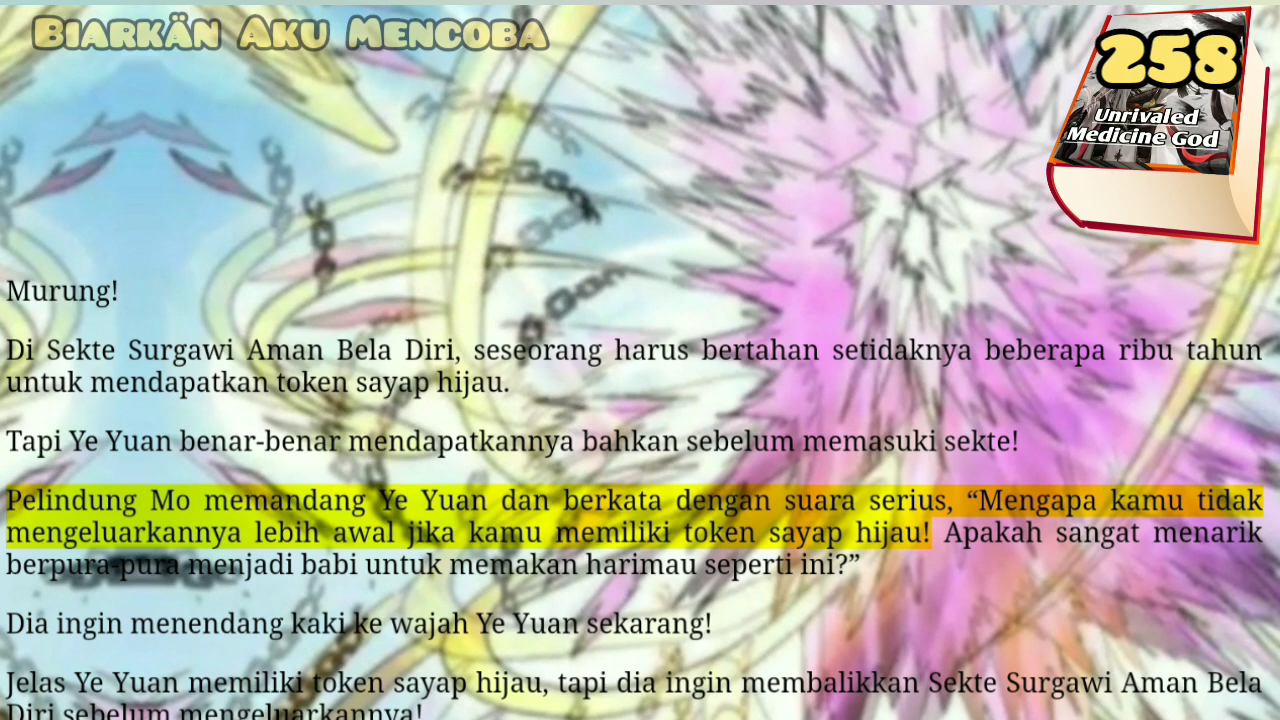 Biarkän Aku Mencoba
258
Unrivaled
Medicine God
Murung!
Di Sekte Surgawi Aman Bela Diri, seseorang harus bertahan setidaknya beberapa ribu tahun
untuk mendapatkan token sayap hijau.
Tapi Ye Yuan benar-benar mendapatkannya bahkan sebelum memasuki sekte!
Pelindung Mo memandang Ye Yuan dan berkata dengan suara serius, “Mengapa kamu tidak
mengeluarkannya lebih awal jika kamu memiliki token sayap hijau! Apakah sangat menarik
berpura-pura menjadi babi untuk memakan harimau seperti ini?”
Dia ingin menendang kaki ke wajah Ye Yuan sekarang!
Jelas Ye Yuan memiliki token sayap hijau, tapi dia ingin membalikkan Sekte Surgawi Aman Bela
Diri sebelum mengeluarkannya!